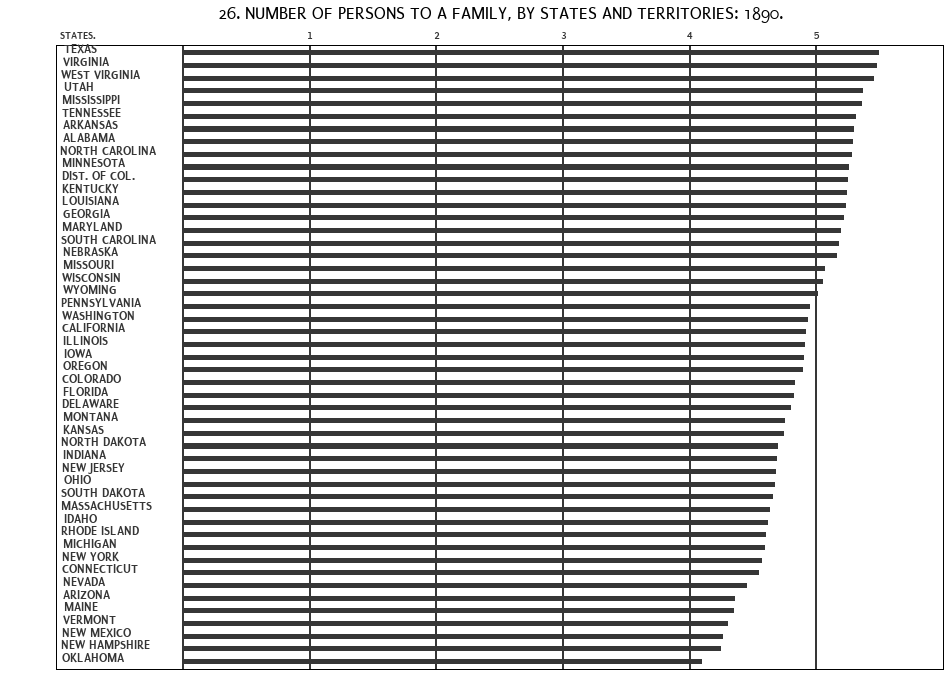 26. NUMBER OF PERSONS TO A FAMILY, BY STATES AND TERRITORIES: 1890.
STATES. 1 2 3 4 5
TEXAS
VIRGINIA
WEST VIRGINIA
UTAH
MISSISSIPPI
TENNESSEE
ARKANSAS
ALABAMA
NORTH CAROLINA
MINNESOTA
DIST. OF COL.
KENTUCKY
LOUISIANA
GEORGIA
MARYLAND
SOUTH CAROLINA
NEBRASKA
MISSOURI
WISCONSIN
WYOMING
PENNSYLVANIA
WASHINGTON
CALIFORNIA
ILLINOIS
IOWA
OREGON
COLORADO
FLORIDA
DELAWARE
MONTANA
KANSAS
NORTH DAKOTA
INDIANA
NEW JERSEY
OHIO
SOUTH DAKOTA
MASSACHUSETTS
IDAHO
RHODE ISLAND
MICHIGAN
NEW YORK
CONNECTICUT
NEVADA
ARIZONA
MAINE
VERMONT
NEW MEXICO
NEW HAMPSHIRE
OKLAHOMA